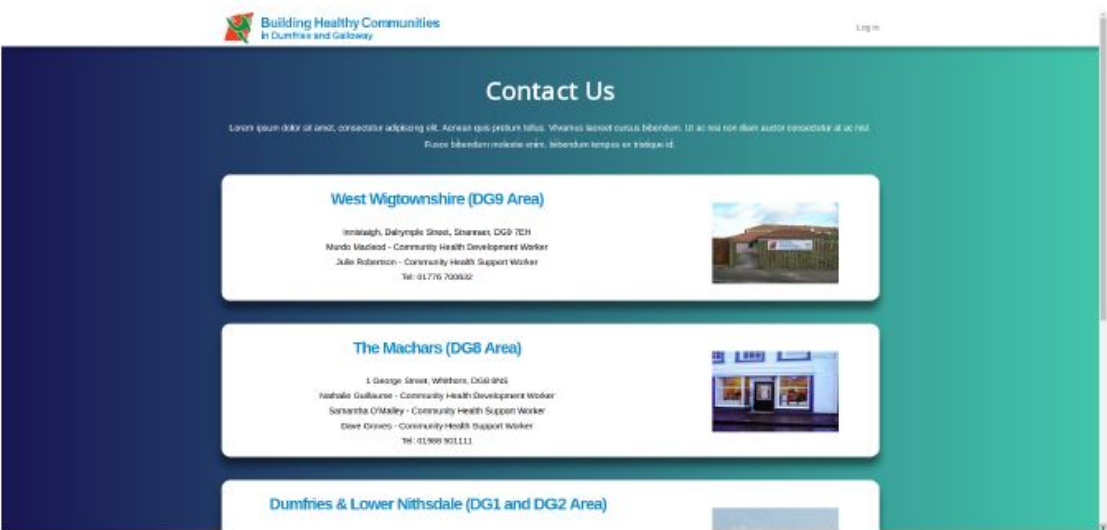 Building Healthy Communities
in Dumfries and Galloway
Log in
Contact Us
Lorem ipsum dolor sit amet, consectetur adipiscing elit. Aenean quis pretium tellus. Vivamus laoreet cursus bibendum. Ut ac nisi non diam auctor consectetur at ac nisl.
Fusce bibendum molestie enim, bibendum tempus ex tristique id.
West Wigtownshire (DG9 Area)
Innistaigh, Dalrymple Street, Stranraer, DG9 7EH
Murdo Macleod - Community Health Development Worker
Julie Robertson - Community Health Support Worker
Tel: 01776 700632
The Machars (DG8 Area)
1 George Street, Whithorn, DG8 8NS
Nathalie Guillaume - Community Health Development Worker
Samantha O'Malley - Community Health Support Worker
Dave Groves - Community Health Support Worker
Tel: 01988 501111
Dumfries & Lower Nithsdale (DG1 and DG2 Area)